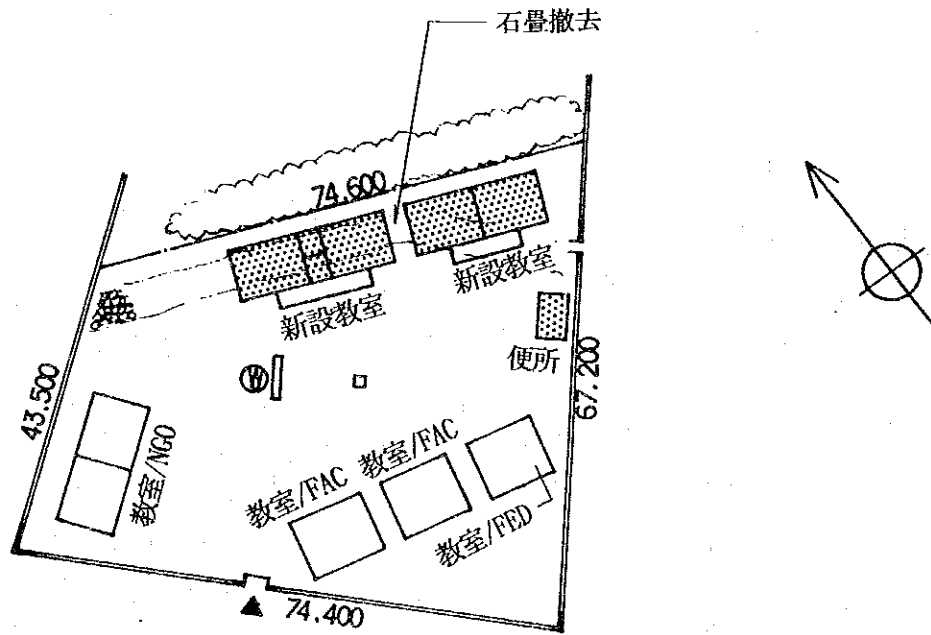 石畳撤去
74.600
新設教室
新設教室
便所
43.500
67.200
W
教室/NGO
教室/FAC
教室/FAC
教室/FED
74.400